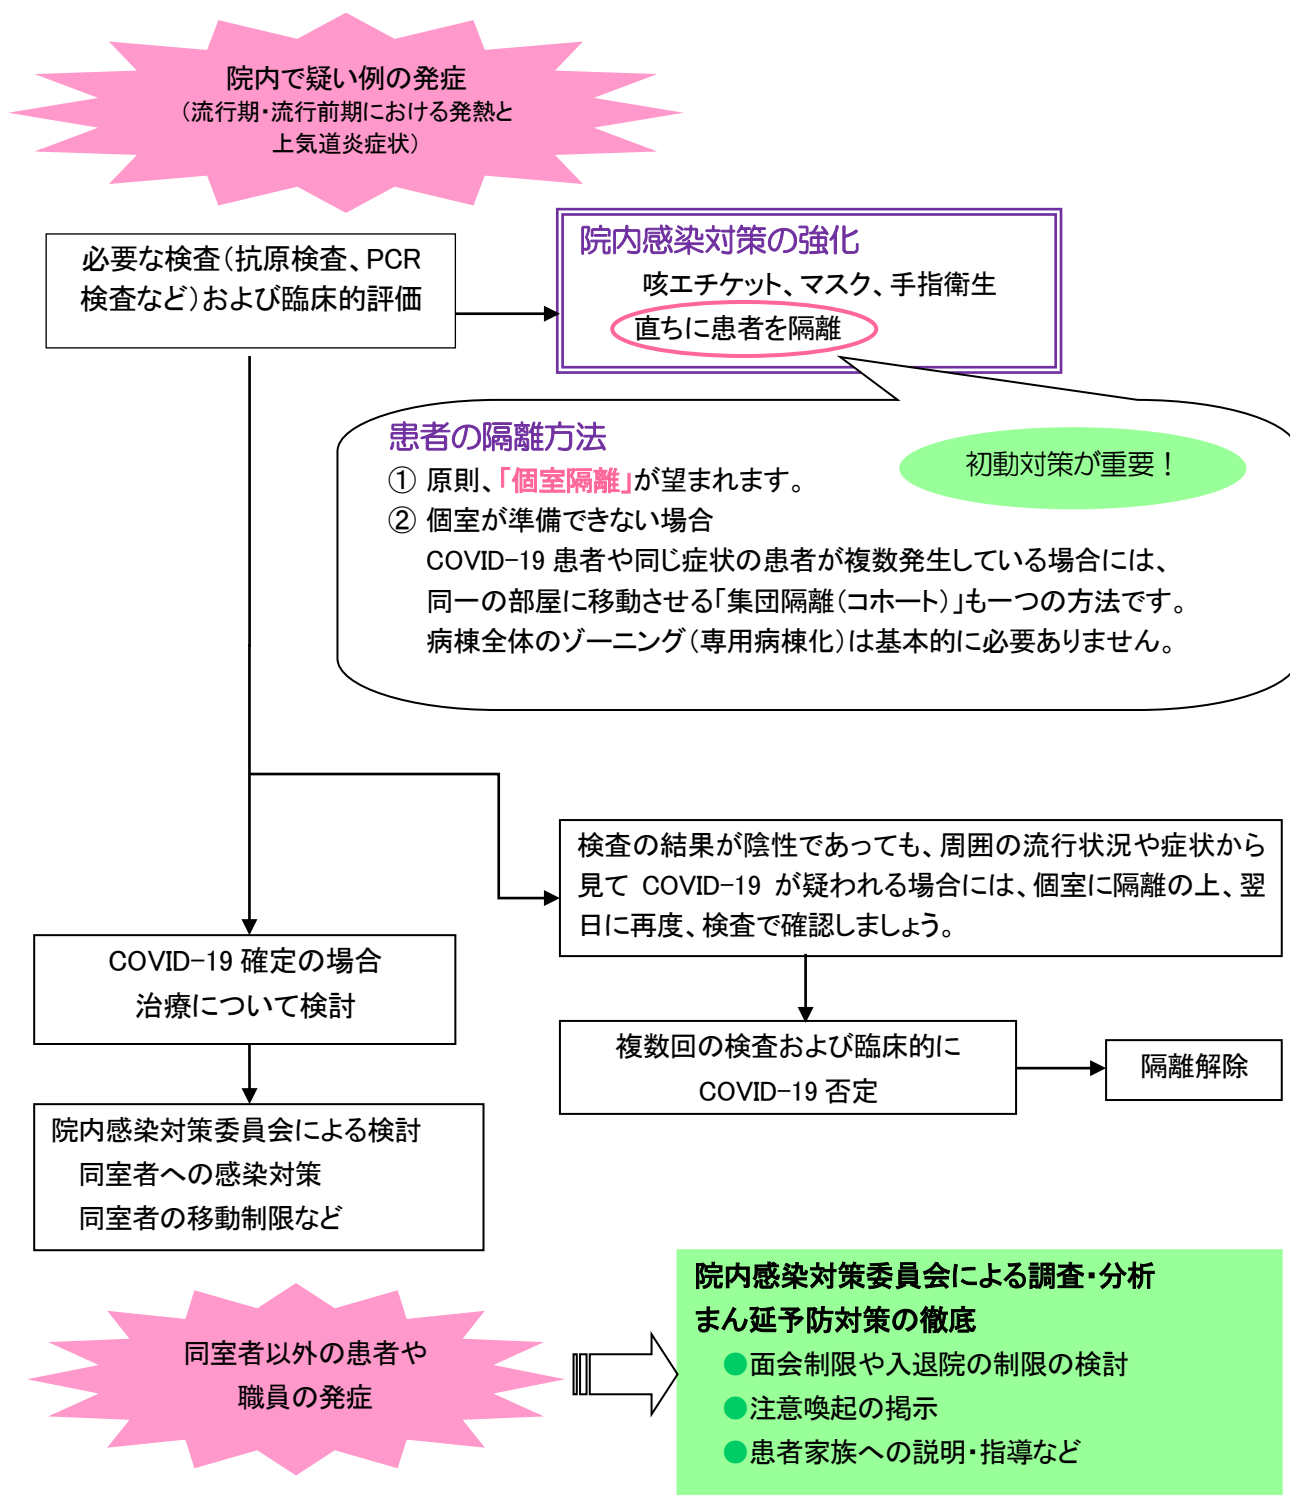 院内で疑い例の発症
（流行期・流行前期における発熱と
上気道炎症状）
必要な検査（抗原検査、PCR
検査など）および臨床的評価
院内感染対策の強化
咳エチケット、マスク、手指衛生
直ちに患者を隔離
患者の隔離方法
初動対策が重要！
① 原則、「個室隔離」が望まれます。
② 個室が準備できない場合
COVID-19 患者や同じ症状の患者が複数発生している場合には、
同一の部屋に移動させる「集団隔離（コホート）」も一つの方法です。
病棟全体のゾーニング（専用病棟化）は基本的に必要ありません。
検査の結果が陰性であっても、周囲の流行状況や症状から
見て COVID-19 が疑われる場合には、個室に隔離の上、翌
日に再度、検査で確認しましょう。
COVID-19 確定の場合
治療について検討
複数回の検査および臨床的に
COVID-19 否定
隔離解除
院内感染対策委員会による検討
同室者への感染対策
同室者の移動制限など
同室者以外の患者や
職員の発症
院内感染対策委員会による調査・分析
まん延予防対策の徹底
●面会制限や入退院の制限の検討
●注意喚起の掲示
●患者家族への説明・指導など